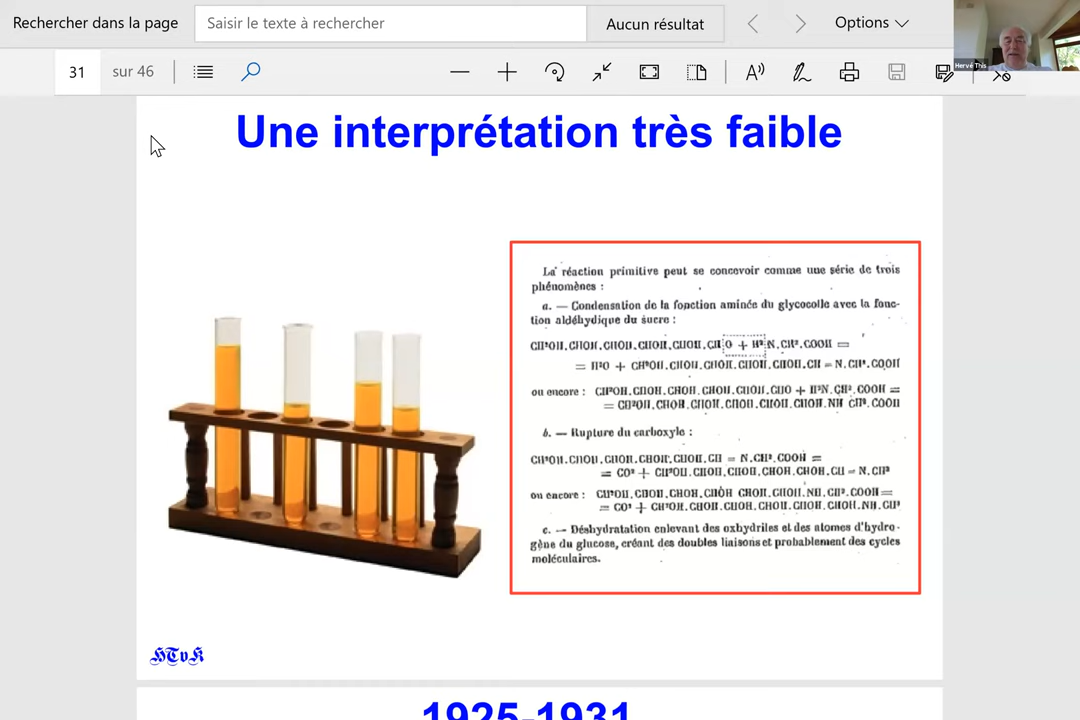 Rechercher dans la page
Saisir le texte à rechercher
Aucun résultat
Options
Hervé This
31
sur 46
Une interprétation très faible
La réaction primitive peut se concevoir comme une série de trois
phénomènes :
a. — Condensation de la fonction aminée du glycocolle avec la fonc-
tion aldéhydique du sucre :
CH²OH.CHOH.CHOH.CHOH.CHOH.CH O + H² N.CH².COOH =
= H²O + CH²OH.CHOH.CHOH.CHOH.CHOH.CH = N.CH².COOH
ou encore : CH²OH.CHOH.CHOH.CHOH.CHOH.CHO + H²N.CH².COOH =
= CH²OH.CHOH.CHOH.CHOH.CHOH.CHOH.NH CH².COOH
b. — Rupture du carboxyle :
CH²OH.CHOH.CHOH.CHOH.CHOH.CH = N.CH².COOH =
= CO² + CH²OH.CHOH.CHOH.CHOH.CHOH.CH = N.CH³
ou encore : CH²OH.CHOH.CHOH.CHOH CHOH.CHOH.NH.CH².COOH =
= CO² + CH²OH.CHOH.CHOH.CHOH.CHOH.CHOH.NH.CH³
c. — Déshydratation enlevant des oxhydriles et des atomes d'hydro-
gène du glucose, créant des doubles liaisons et probablement des cycles
moléculaires.
1925-1931